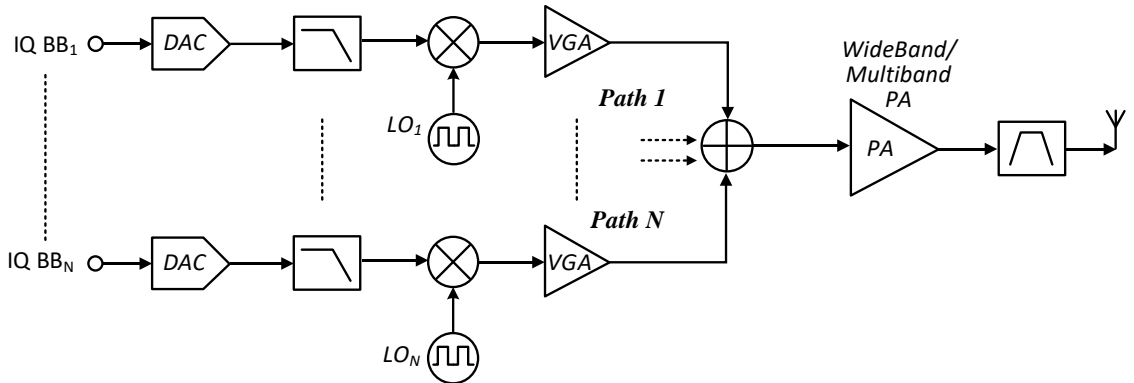 IQ BB1
DAC
VGA
LO1
Path 1
WideBand/
Multiband
PA
PA
IQ BBN
DAC
VGA
Path N
LON